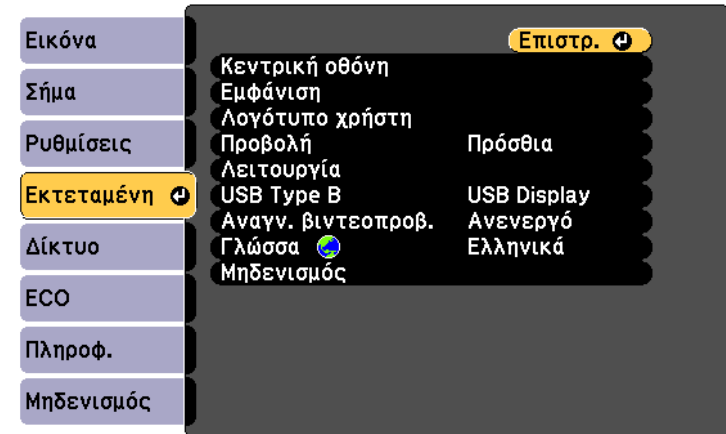 Εικόνα
Σήμα
Ρυθμίσεις
Εκτεταμένη
Δίκτυο
ECO
Πληροφ.
Μηδενισμός
Επιστρ.
Κεντρική οθόνη
Εμφάνιση
Λογότυπο χρήστη
Προβολή Πρόσθια
Λειτουργία
USB Type B USB Display
Αναγν. βιντεοπροβ. Ανενεργό
Γλώσσα Ελληνικά
Μηδενισμός